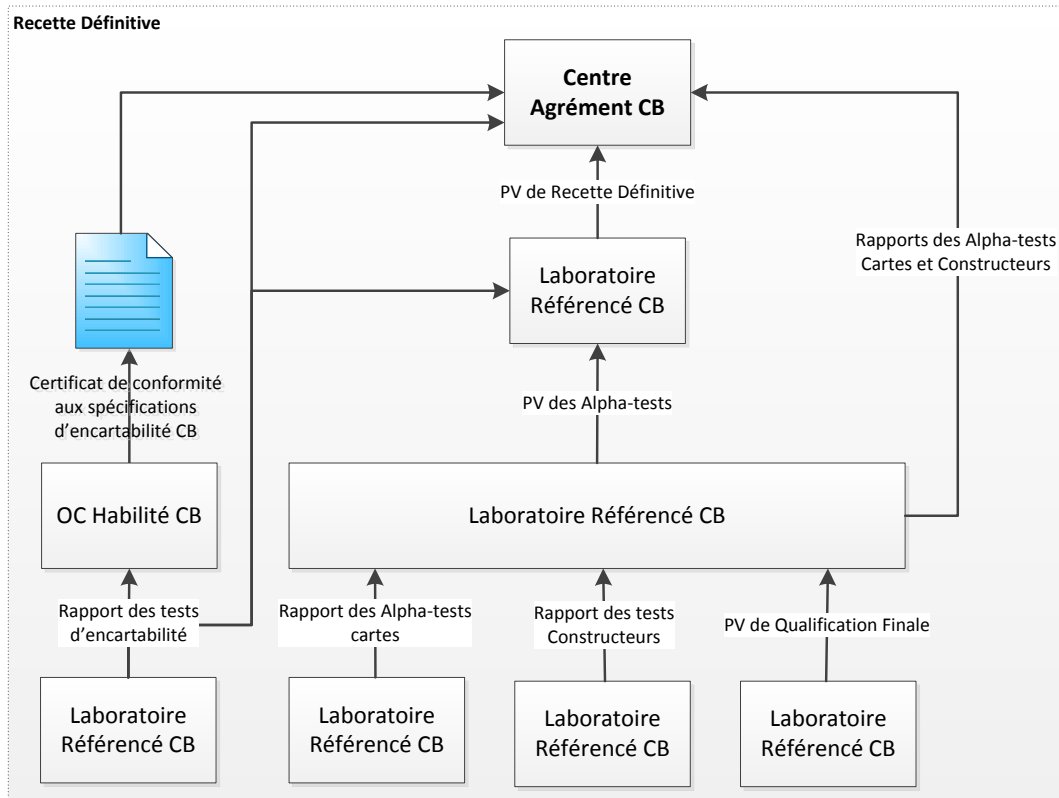 Recette Définitive
Centre
Agrément CB
PV de Recette Définitive
Rapports des Alpha-tests
Cartes et Constructeurs
Laboratoire
Référencé CB
Certificat de conformité
aux spécifications
d'encartabilité CB
PV des Alpha-tests
OC Habilité CB
Laboratoire Référencé CB
Rapport des tests
d'encartabilité
Rapport des Alpha-tests
cartes
Rapport des tests
Constructeurs
PV de Qualification Finale
Laboratoire
Référencé CB
Laboratoire
Référencé CB
Laboratoire
Référencé CB
Laboratoire
Référencé CB